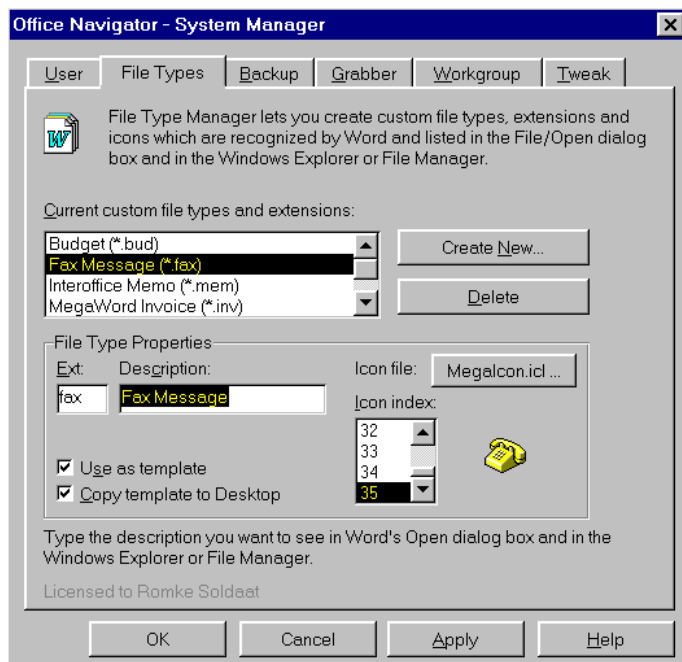 Office Navigator - System Manager
User File Types Backup Grabber Workgroup Tweak
File Type Manager lets you create custom file types, extensions and
icons which are recognized by Word and listed in the File/Open dialog
box and in the Windows Explorer or File Manager.
Current custom file types and extensions:
Budget (*.bud)
Fax Message (*.fax)
Interoffice Memo (*.mem)
MegaWord Invoice (*.inv)
Create New...
Delete
File Type Properties
Ext: Description: Icon file: MegaIcon.icl ...
fax Fax Message
Icon index:
32
33
34
35
Use as template
Copy template to Desktop
Type the description you want to see in Word's Open dialog box and in the
Windows Explorer or File Manager.
Licensed to Romke Soldaat
OK Cancel Apply Help